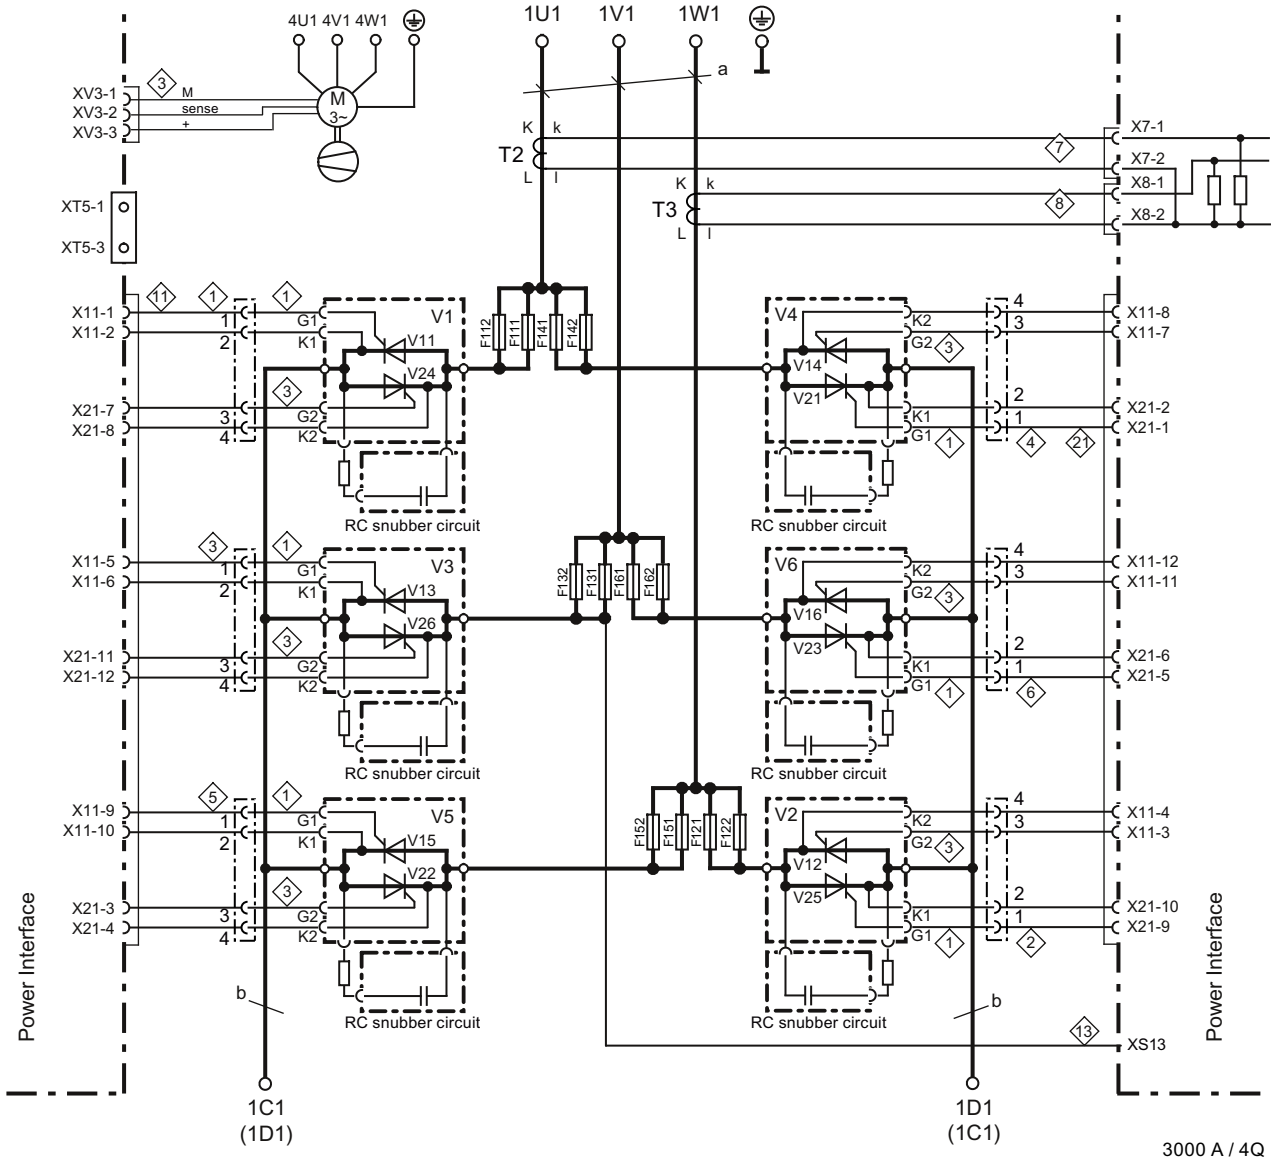 4U1 4V1 4W1
1U1 1V1 1W1
a
XV3-1 3 M
XV3-2 sense
XV3-3 +
M
3~
K k
T2
L l
7
X7-1
X7-2
K k
T3
L l
8
X8-1
X8-2
XT5-1
XT5-3
11 1 1
X11-1 1 G1
X11-2 2 K1
V1
V11
V24
3
X21-7 3 G2
X21-8 4 K2
RC snubber circuit
F112 F111 F141 F142
V4
V14
V21
K2 4 X11-8
G2 3 X11-7
3
K1 2 X21-2
G1 1 X21-1
1 4 21
RC snubber circuit
3 1
X11-5 1 G1
X11-6 2 K1
V3
V13
V26
3
X21-11 3 G2
X21-12 4 K2
RC snubber circuit
F132 F131 F161 F162
V6
V16
V23
K2 4 X11-12
G2 3 X11-11
3
K1 2 X21-6
G1 1 X21-5
1 6
RC snubber circuit
5 1
X11-9 1 G1
X11-10 2 K1
V5
V15
V22
3
X21-3 3 G2
X21-4 4 K2
RC snubber circuit
F152 F151 F121 F122
V2
V12
V25
K2 4 X11-4
G2 3 X11-3
3
K1 2 X21-10
G1 1 X21-9
1 2
RC snubber circuit
Power Interface
Power Interface
b
b
13
XS13
1C1
(1D1)
1D1
(1C1)
3000 A / 4Q